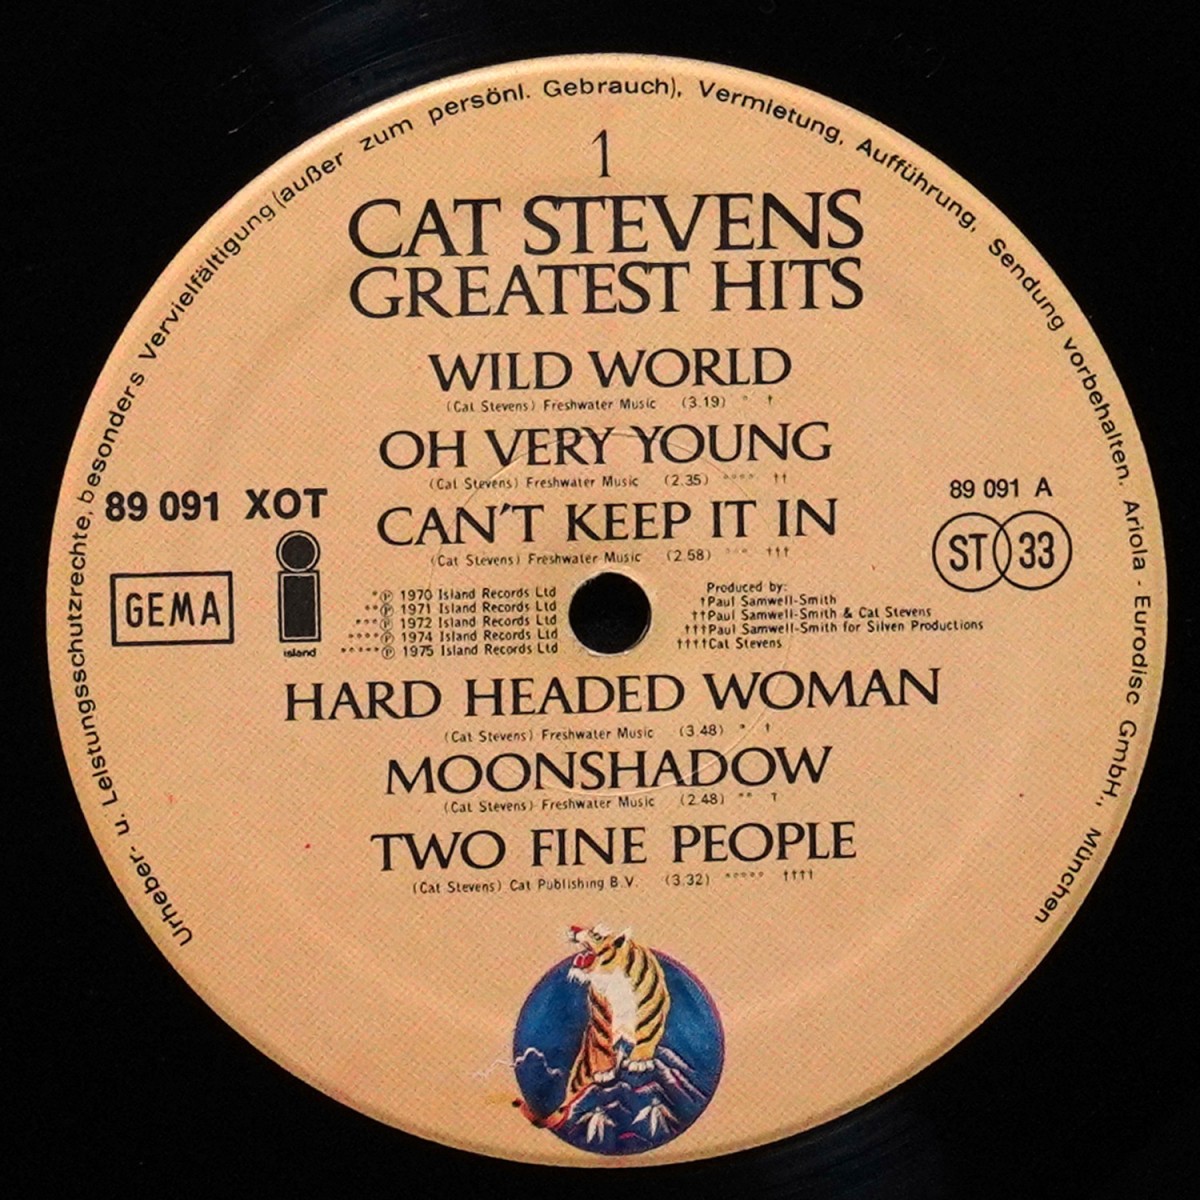 Urheber- u. Leistungsschutzrechte, besonders Vervielfältigung (außer zum persönl. Gebrauch), Vermietung, Aufführung, Sendung vorbehalten. Ariola - Eurodisc GmbH., München
1
CAT STEVENS
GREATEST HITS
WILD WORLD
(Cat Stevens) Freshwater Music (3.19) * †
OH VERY YOUNG
(Cat Stevens) Freshwater Music (2.35) **** ††
CAN'T KEEP IT IN
(Cat Stevens) Freshwater Music (2.58) *** †††
89 091 XOT
GEMA
i
island
* ℗ 1970 Island Records Ltd
** ℗ 1971 Island Records Ltd
*** ℗ 1972 Island Records Ltd
**** ℗ 1974 Island Records Ltd
***** ℗ 1975 Island Records Ltd
Produced by:
†Paul Samwell-Smith
††Paul Samwell-Smith & Cat Stevens
†††Paul Samwell-Smith for Silven Productions
††††Cat Stevens
89 091 A
ST 33
HARD HEADED WOMAN
(Cat Stevens) Freshwater Music (3.48) * †
MOONSHADOW
(Cat Stevens) Freshwater Music (2.48) ** †
TWO FINE PEOPLE
(Cat Stevens) Cat Publishing B.V. (3.32) ***** ††††